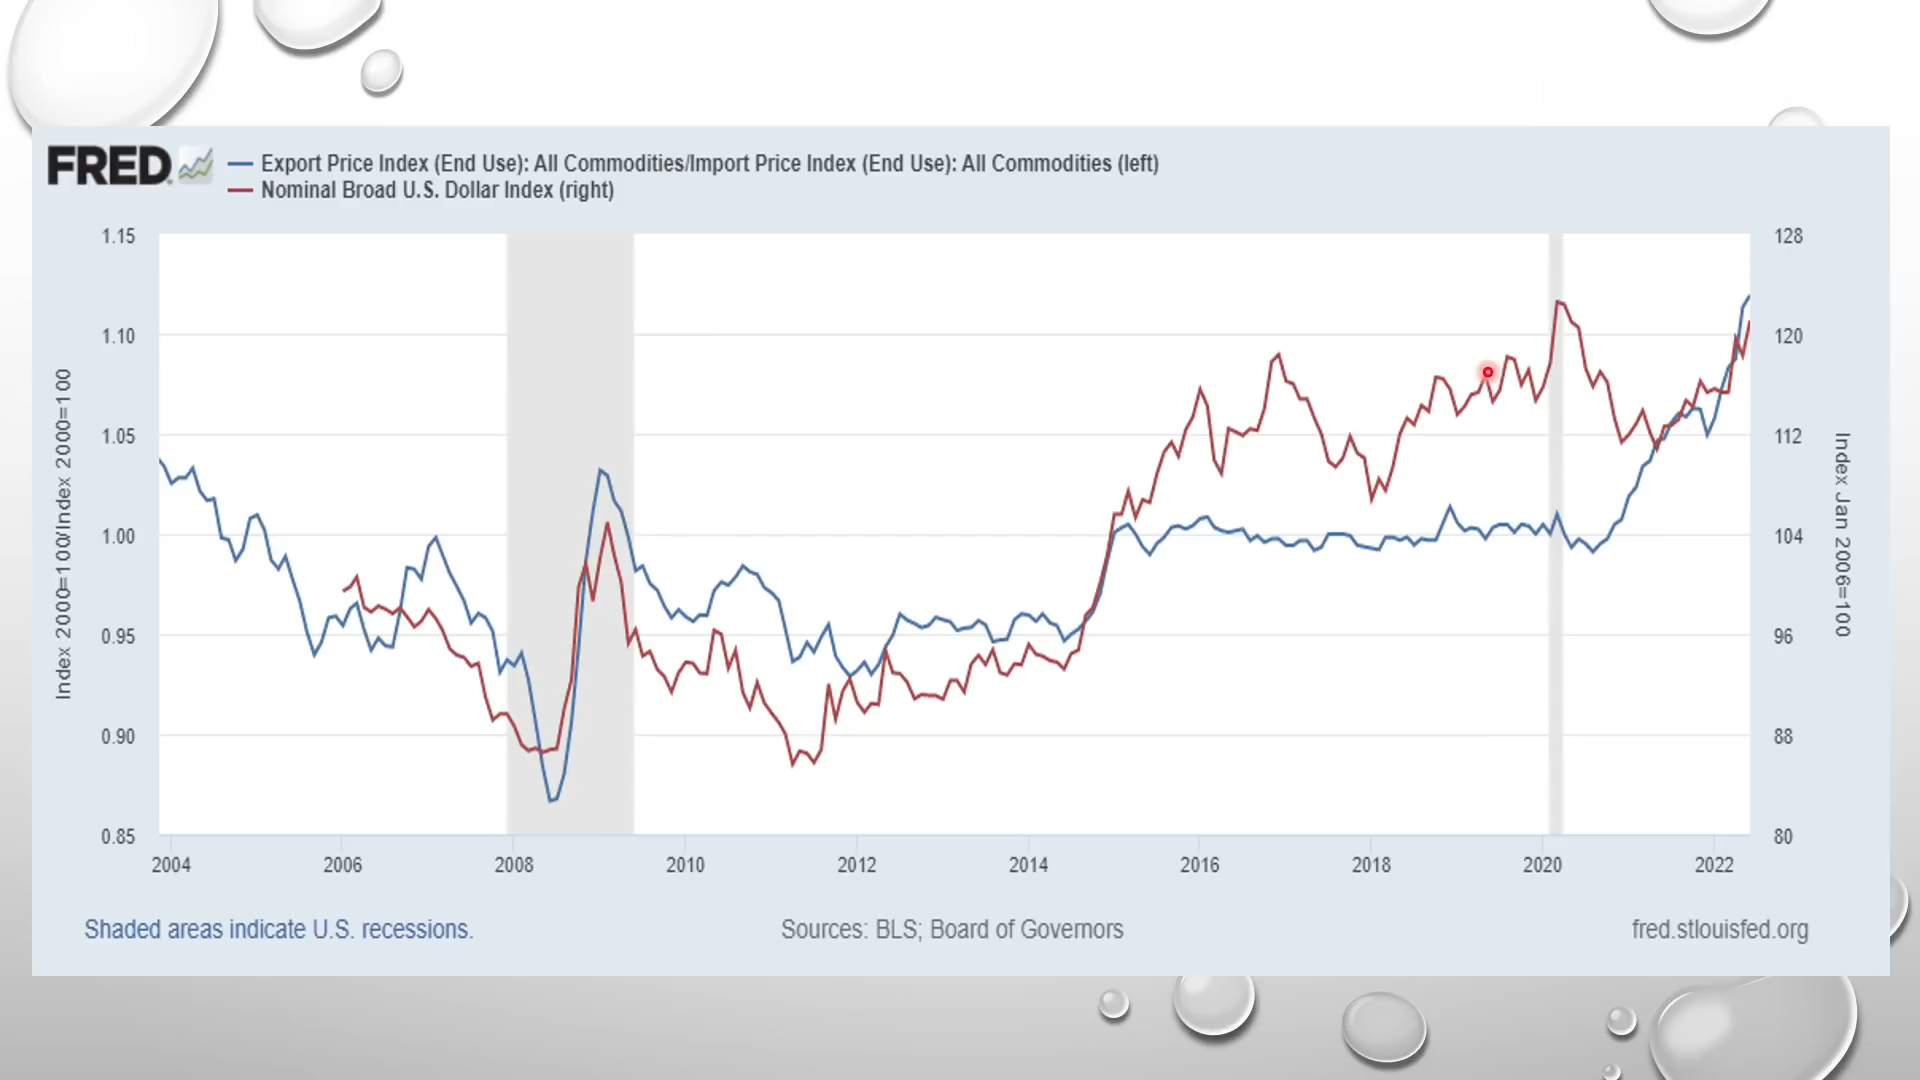 FRED
Export Price Index (End Use): All Commodities/Import Price Index (End Use): All Commodities (left)
Nominal Broad U.S. Dollar Index (right)
1.15
1.10
1.05
1.00
0.95
0.90
0.85
Index 2000=100/Index 2000=100
128
120
112
104
96
88
80
Index Jan 2006=100
2004 2006 2008 2010 2012 2014 2016 2018 2020 2022
Shaded areas indicate U.S. recessions. Sources: BLS; Board of Governors fred.stlouisfed.org